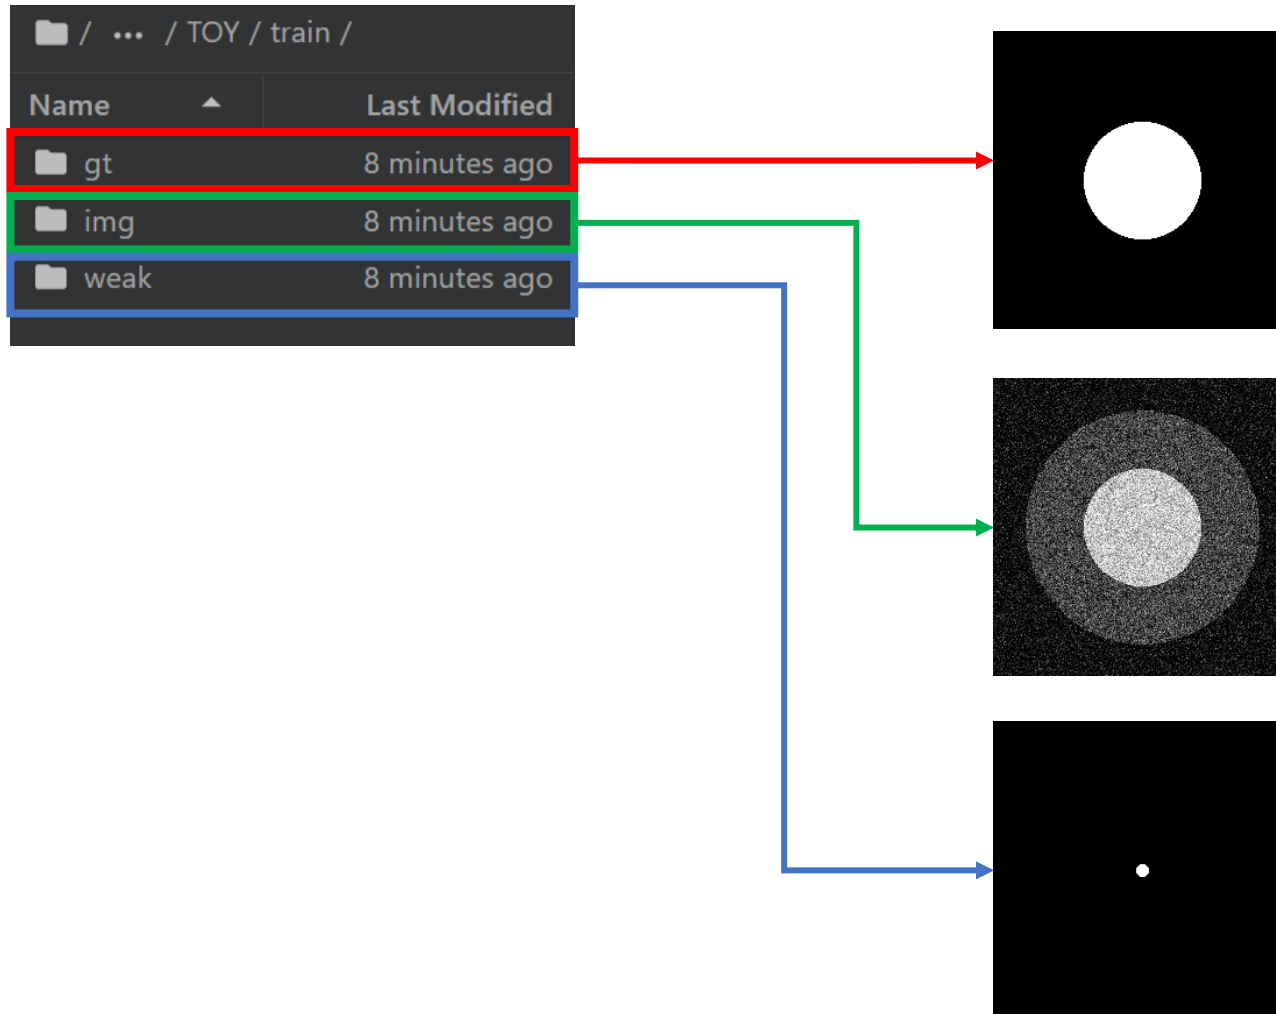 / ... / TOY / train /
Name Last Modified
gt 8 minutes ago
img 8 minutes ago
weak 8 minutes ago